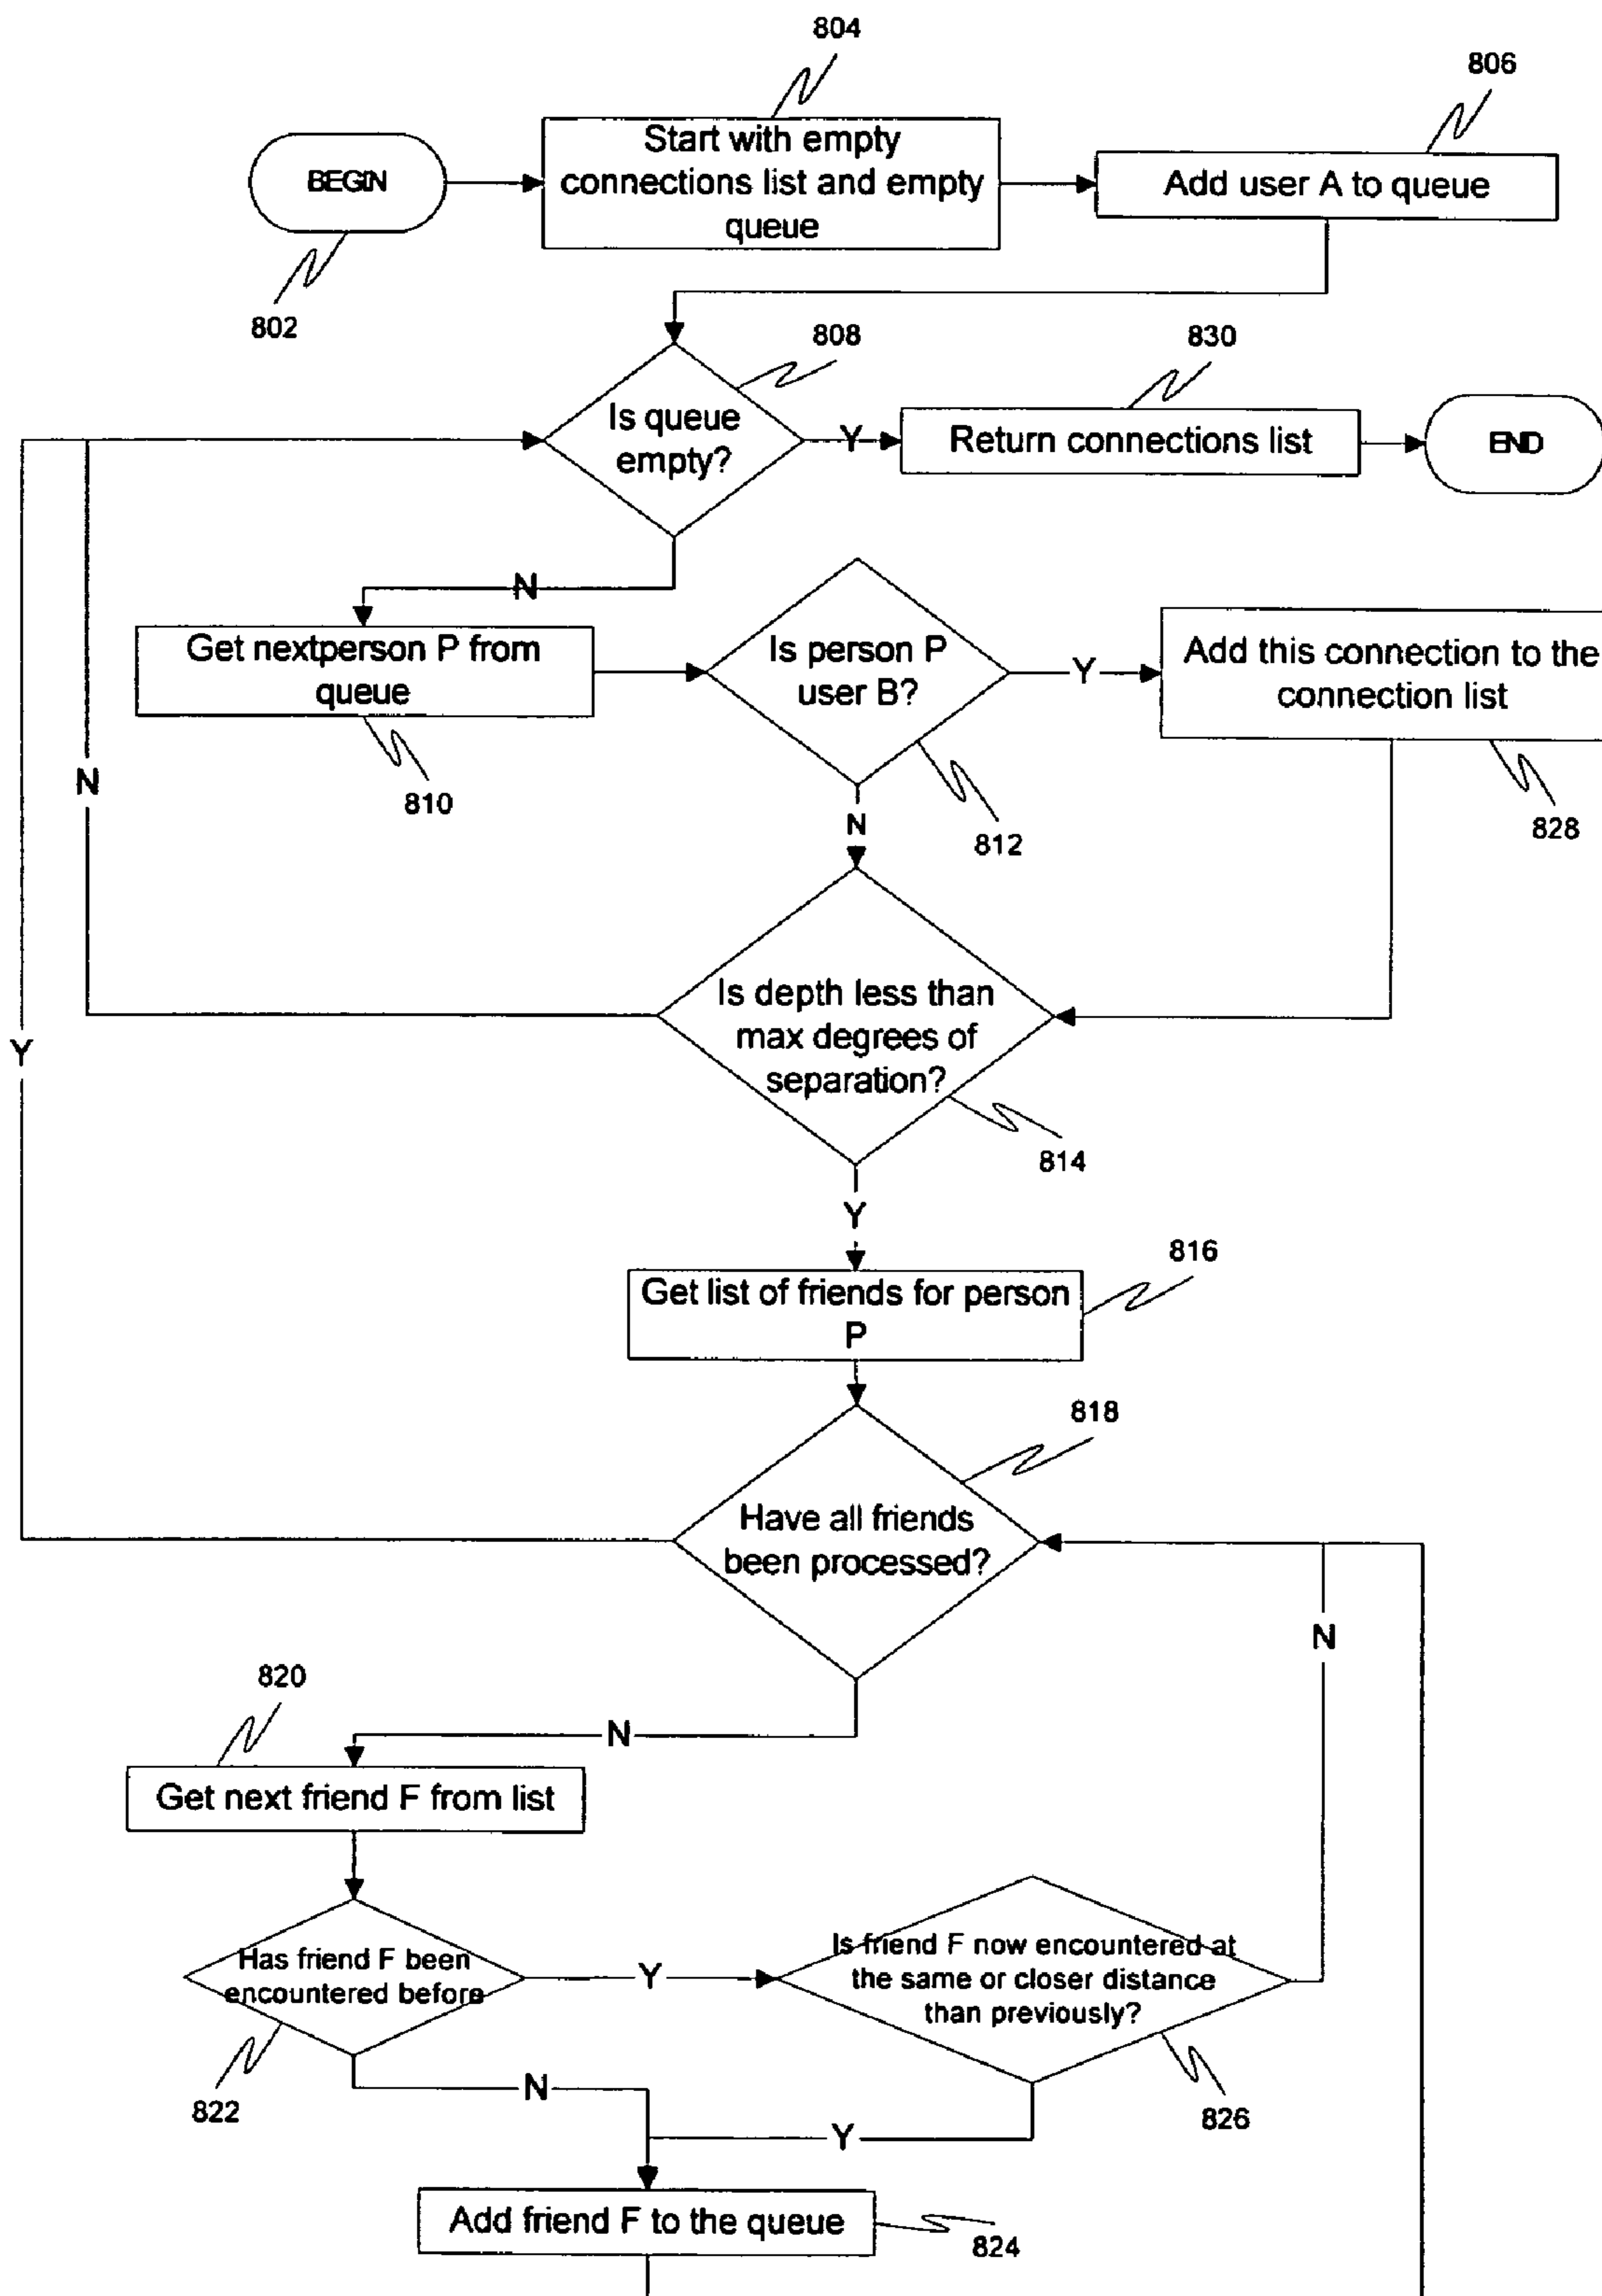 804
806
BEGIN
Start with empty
connections list and empty
queue
Add user A to queue
802
808
830
Is queue
empty?
Y
Return connections list
END
N
Get nextperson P from
queue
Is person P
user B?
Y
Add this connection to the
connection list
N
810
N
812
828
Is depth less than
max degrees of
separation?
Y
814
Y
816
Get list of friends for person
P
818
Have all friends
been processed?
N
820
N
Get next friend F from list
Has friend F been
encountered before
Y
Is friend F now encountered at
the same or closer distance
than previously?
822
N
826
Y
Add friend F to the queue
824